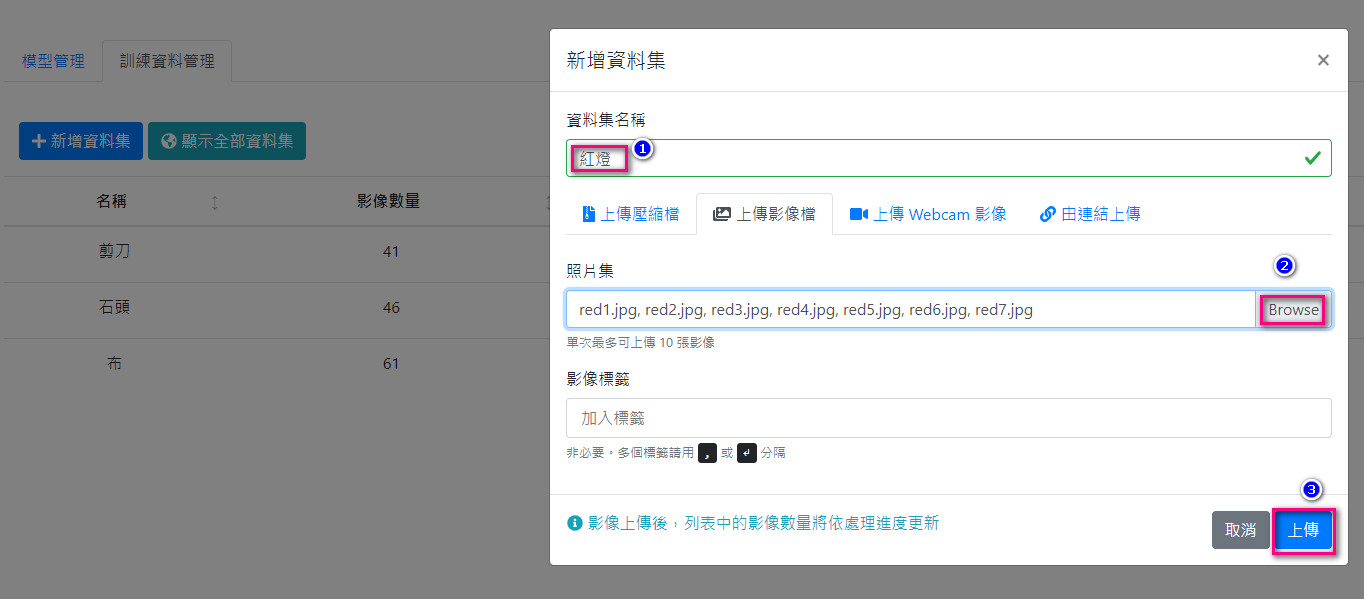 模型管理 訓練資料管理
新增資料集 顯示全部資料集
名稱 影像數量
剪刀 41
石頭 46
布 61
新增資料集 ×
資料集名稱
紅燈 1
上傳壓縮檔 上傳影像檔 上傳 Webcam 影像 由連結上傳
照片集 2
red1.jpg, red2.jpg, red3.jpg, red4.jpg, red5.jpg, red6.jpg, red7.jpg Browse
單次最多可上傳 10 張影像
影像標籤
加入標籤
非必要。多個標籤請用 , 或 ↵ 分隔
3
影像上傳後，列表中的影像數量將依處理進度更新 取消 上傳